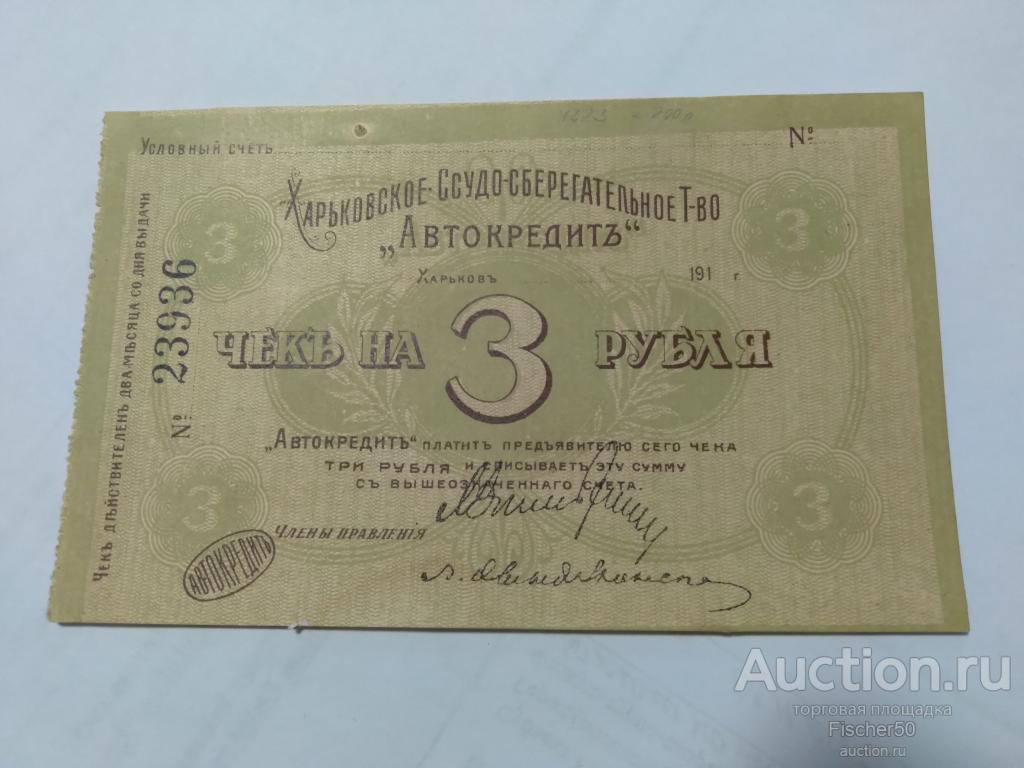 Условный счетъ
№
Харьковское Ссудо-сберегательное Т-во
„Автокредитъ“
Харьковъ 191 г.
Чекъ дѣйствителенъ два мѣсяца со дня выдачи
№ 23936
3
3
ЧЕКЪ НА 3 РУБЛЯ
„Автокредитъ“ платитъ предъявителю сего чека
три рубля и списываетъ эту сумму
съ вышеозначеннаго счета.
3
3
Члены правленія
АВТОКРЕДИТЪ
Auction.ru
торговая площадка
Fischer50
auction.ru